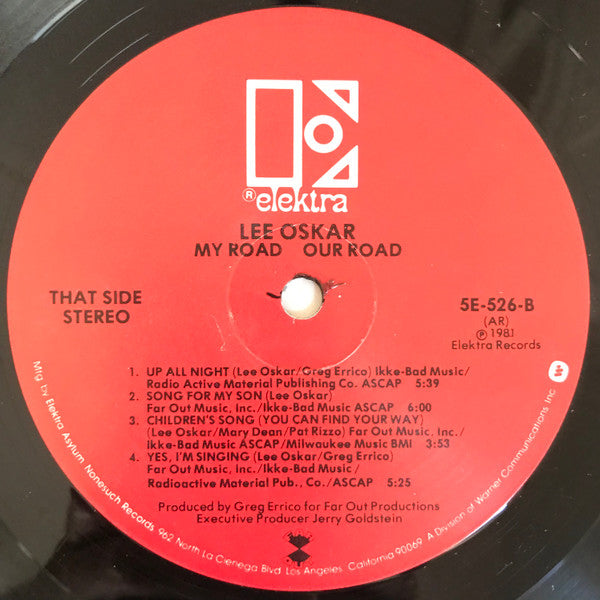 ® elektra
LEE OSKAR
MY ROAD OUR ROAD
THAT SIDE
STEREO
5E-526-B
(AR)
℗ 1981
Elektra Records
1. UP ALL NIGHT (Lee Oskar/Greg Errico) Ikke-Bad Music/
Radio Active Material Publishing Co. ASCAP 5:39
2. SONG FOR MY SON (Lee Oskar)
Far Out Music, Inc./Ikke-Bad Music ASCAP 6:00
3. CHILDREN'S SONG (YOU CAN FIND YOUR WAY)
(Lee Oskar/Mary Dean/Pat Rizzo) Far Out Music, Inc./
Ikke-Bad Music ASCAP/Milwaukee Music BMI 3:53
4. YES, I'M SINGING (Lee Oskar/Greg Errico)
Far Out Music, Inc./Ikke-Bad Music/
Radioactive Material Pub., Co./ASCAP 5:25
Produced by Greg Errico for Far Out Productions
Executive Producer Jerry Goldstein
Mfg by Elektra Asylum Nonesuch Records 962 North La Cienega Blvd Los Angeles, California 90069 A Division of Warner Communications Inc